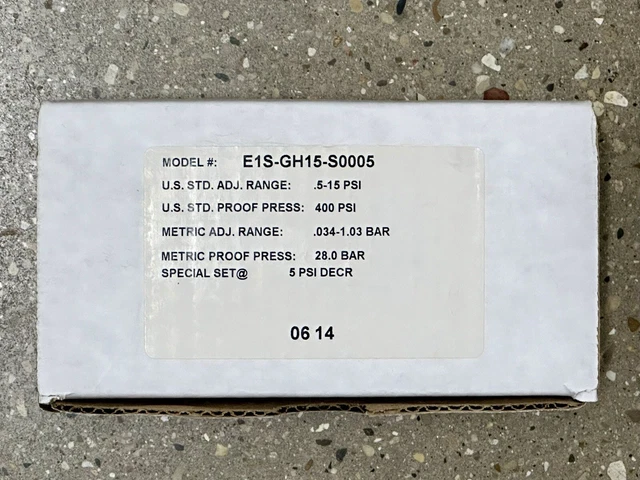 MODEL #: E1S-GH15-S0005
U.S. STD. ADJ. RANGE: .5-15 PSI
U.S. STD. PROOF PRESS: 400 PSI
METRIC ADJ. RANGE: .034-1.03 BAR
METRIC PROOF PRESS: 28.0 BAR
SPECIAL SET@ 5 PSI DECR
06 14